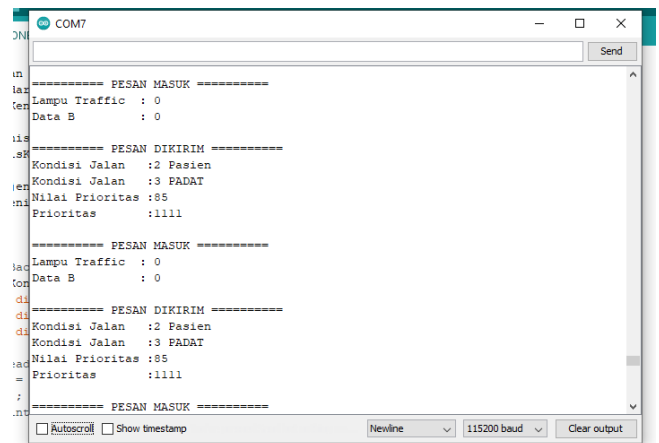 COM7
Send
========== PESAN MASUK ==========
Lampu Traffic : 0
Data B : 0
========== PESAN DIKIRIM ==========
Kondisi Jalan :2 Pasien
Kondisi Jalan :3 PADAT
Nilai Prioritas :85
Prioritas :1111
========== PESAN MASUK ==========
Lampu Traffic : 0
Data B : 0
========== PESAN DIKIRIM ==========
Kondisi Jalan :2 Pasien
Kondisi Jalan :3 PADAT
Nilai Prioritas :85
Prioritas :1111
========== PESAN MASUK ==========
Autoscroll Show timestamp Newline 115200 baud Clear output